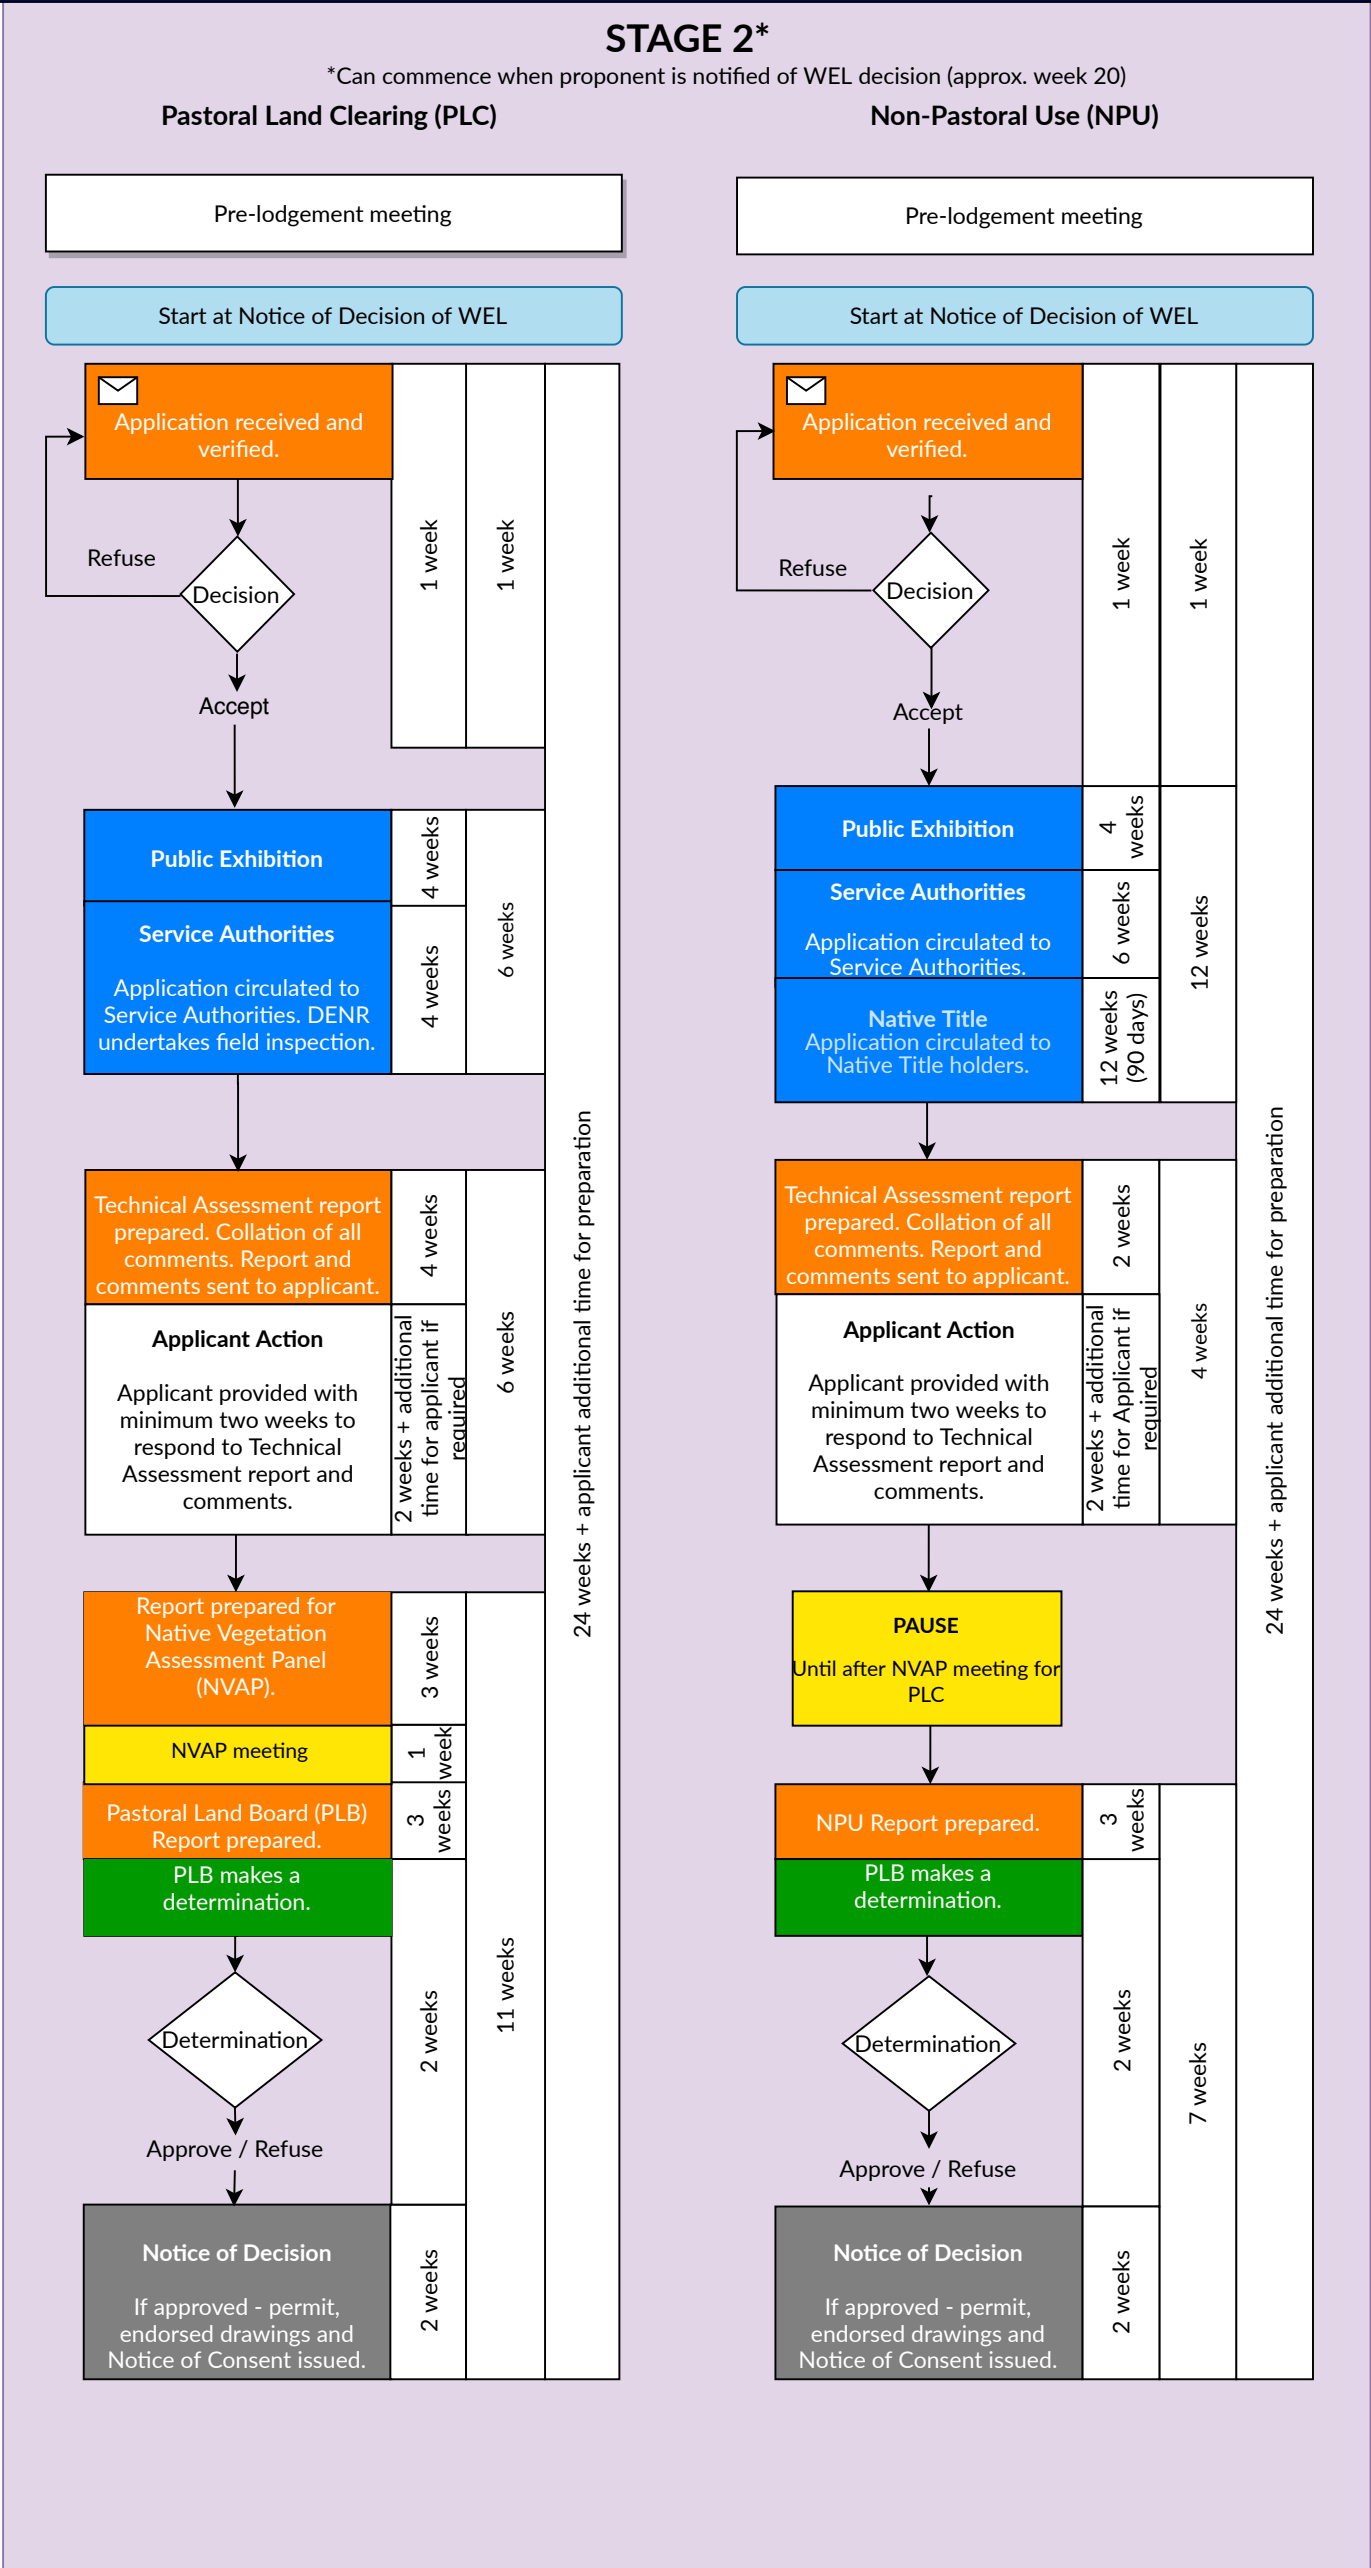 STAGE 2*
*Can commence when proponent is notified of WEL decision (approx. week 20)
Pastoral Land Clearing (PLC)
Pre-lodgement meeting
Start at Notice of Decision of WEL
Application received and
verified.
Refuse
Decision
Accept
1 week
1 week
Public Exhibition
4 weeks
Service Authorities
Application circulated to
Service Authorities. DENR
undertakes field inspection.
4 weeks
6 weeks
Technical Assessment report
prepared. Collation of all
comments. Report and
comments sent to applicant.
4 weeks
Applicant Action
Applicant provided with
minimum two weeks to
respond to Technical
Assessment report and
comments.
2 weeks + additional
time for applicant if
required
6 weeks
Report prepared for
Native Vegetation
Assessment Panel
(NVAP).
3 weeks
NVAP meeting
1
week
Pastoral Land Board (PLB)
Report prepared.
3
weeks
PLB makes a
determination.
Determination
Approve / Refuse
2 weeks
Notice of Decision
If approved - permit,
endorsed drawings and
Notice of Consent issued.
2 weeks
11 weeks
24 weeks + applicant additional time for preparation
Non-Pastoral Use (NPU)
Pre-lodgement meeting
Start at Notice of Decision of WEL
Application received and
verified.
Refuse
Decision
Accept
1 week
1 week
Public Exhibition
4
weeks
Service Authorities
Application circulated to
Service Authorities.
6 weeks
Native Title
Application circulated to
Native Title holders.
12 weeks
(90 days)
12 weeks
Technical Assessment report
prepared. Collation of all
comments. Report and
comments sent to applicant.
2 weeks
Applicant Action
Applicant provided with
minimum two weeks to
respond to Technical
Assessment report and
comments.
2 weeks + additional
time for Applicant if
required
4 weeks
PAUSE
Until after NVAP meeting for
PLC
NPU Report prepared.
3
weeks
PLB makes a
determination.
Determination
Approve / Refuse
2 weeks
Notice of Decision
If approved - permit,
endorsed drawings and
Notice of Consent issued.
2 weeks
7 weeks
24 weeks + applicant additional time for preparation